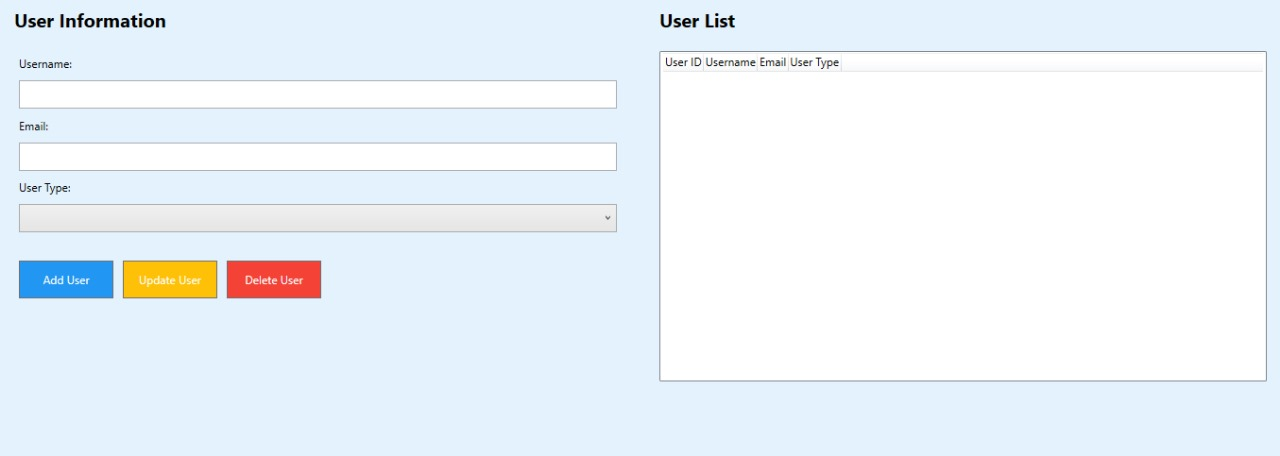 User Information
Username:
Email:
User Type:
Add User
Update User
Delete User
User List
User ID Username Email User Type